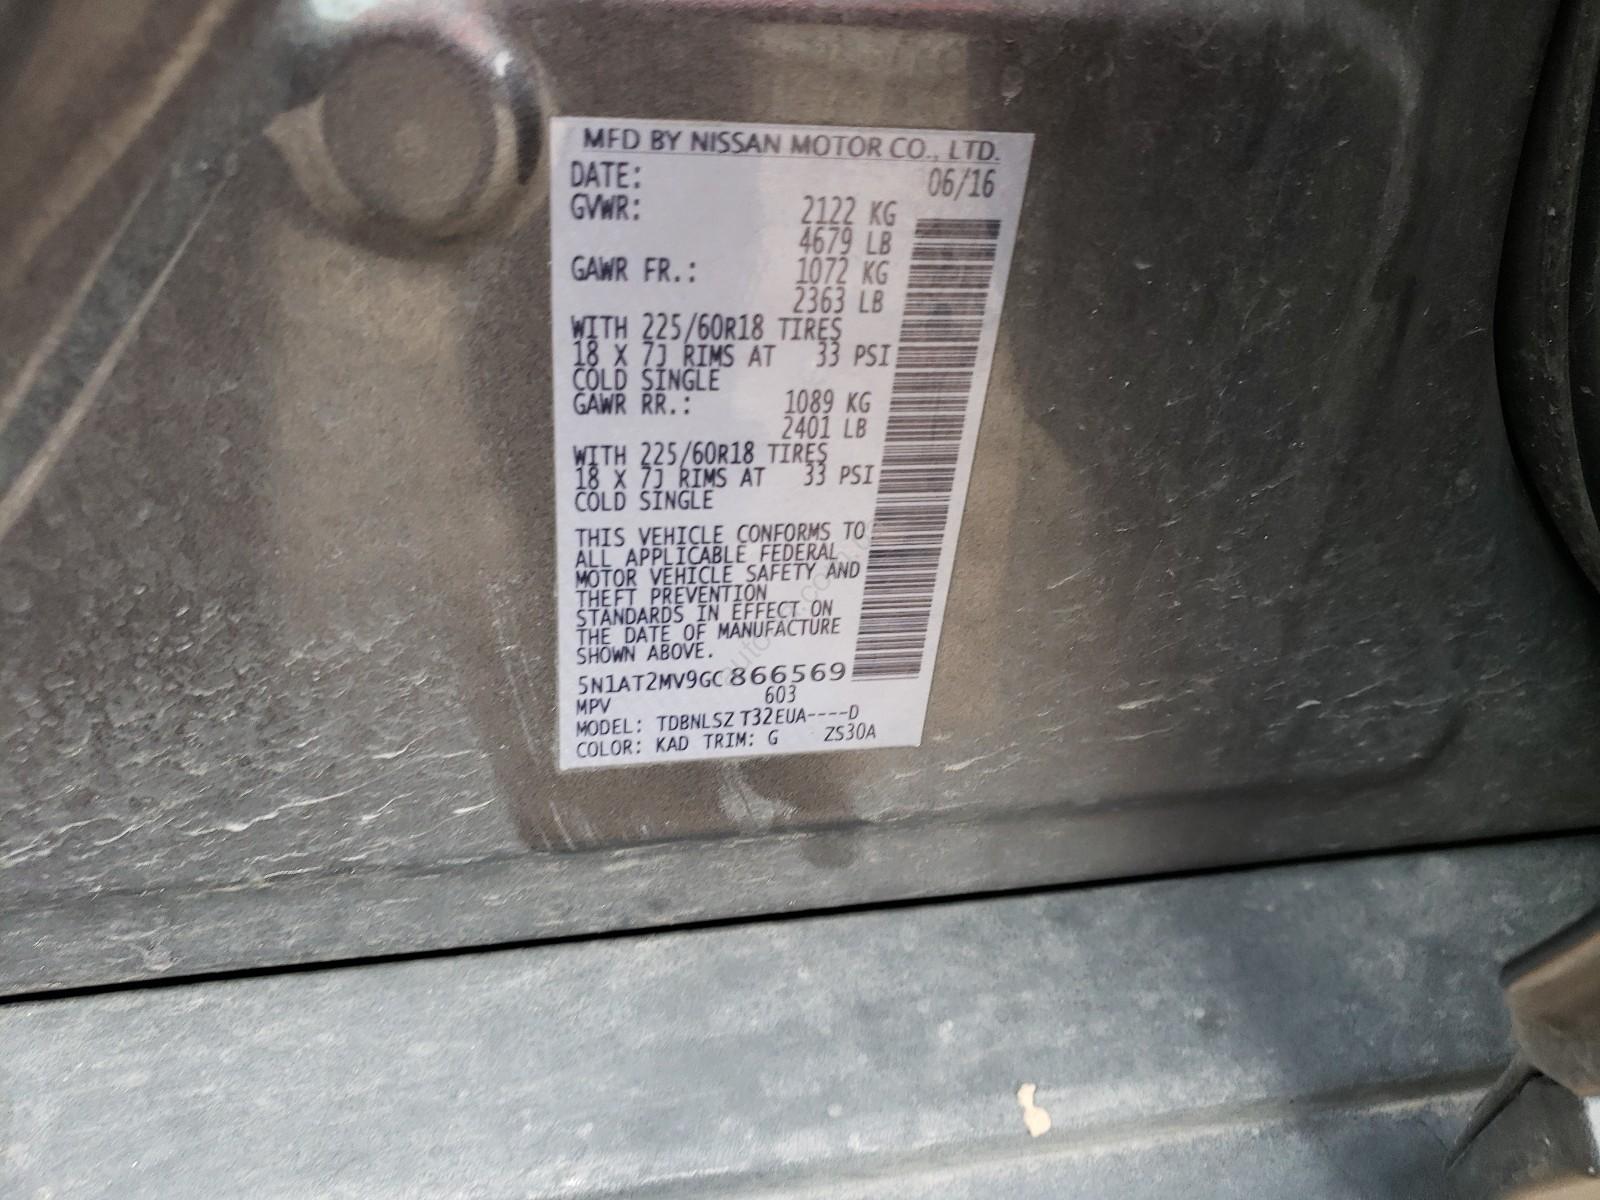 MFD BY NISSAN MOTOR CO., LTD.
DATE: 06/16
GVWR: 2122 KG
4679 LB
GAWR FR.: 1072 KG
2363 LB
WITH 225/60R18 TIRES
18 X 7J RIMS AT 33 PSI
COLD SINGLE
GAWR RR.: 1089 KG
2401 LB
WITH 225/60R18 TIRES
18 X 7J RIMS AT 33 PSI
COLD SINGLE
THIS VEHICLE CONFORMS TO
ALL APPLICABLE FEDERAL
MOTOR VEHICLE SAFETY AND
THEFT PREVENTION
STANDARDS IN EFFECT ON
THE DATE OF MANUFACTURE
SHOWN ABOVE.
5N1AT2MV9GC866569
MPV 603
MODEL: TDBNLSZ T32EUA----D
COLOR: KAD TRIM: G ZS30A